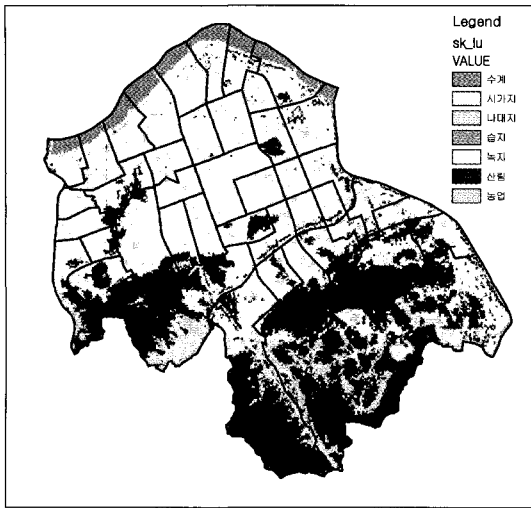 Legend
sk_lu
VALUE
수계
시가지
나대지
습지
녹지
산림
농업